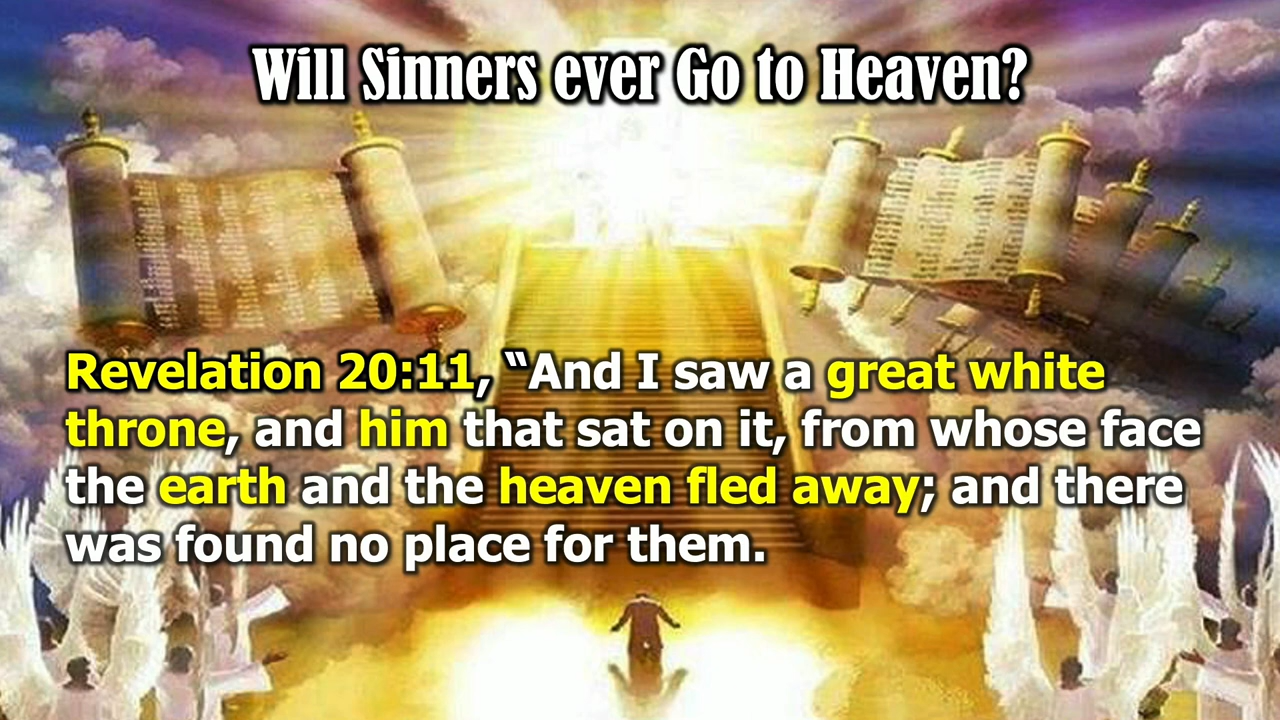 Will Sinners ever Go to Heaven?
Revelation 20:11, “And I saw a great white
throne, and him that sat on it, from whose face
the earth and the heaven fled away; and there
was found no place for them.